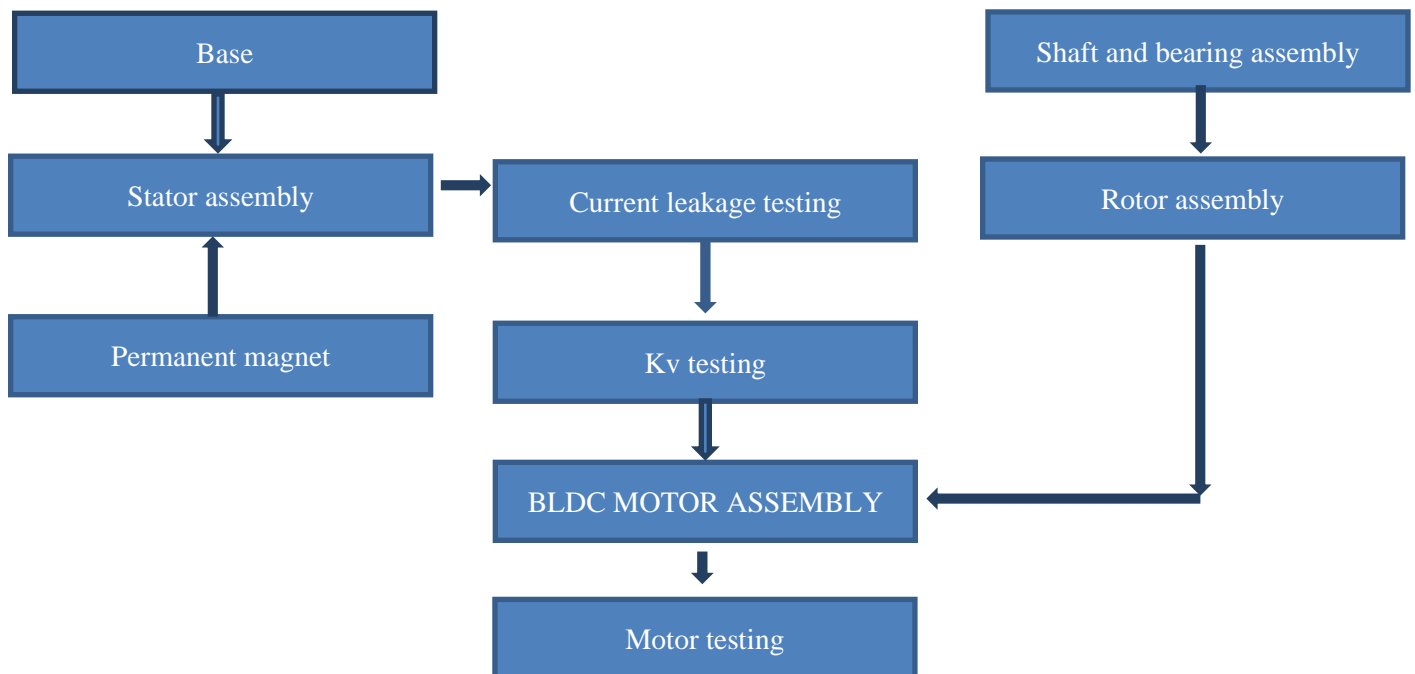 Base
Shaft and bearing assembly
Stator assembly
Current leakage testing
Rotor assembly
Permanent magnet
Kv testing
BLDC MOTOR ASSEMBLY
Motor testing